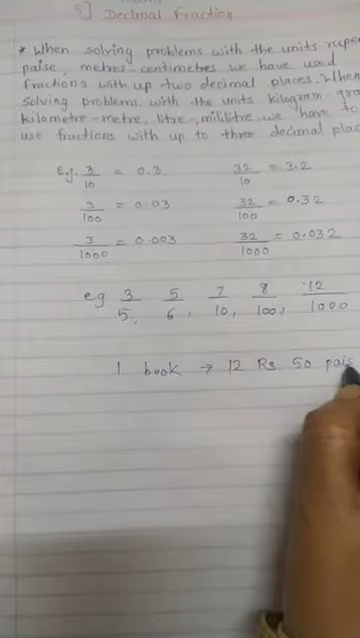 5] Decimal Fraction
* When solving problems with the units rupee
paise, metres-centimetres we have used
fractions with up two decimal places. When
Solving problems with the units kilogram-gra
kilometre-metre, litre, mililitre we have to
use fractions with up to three decimal plac
E.g. 3/10 = 0.3 32/10 = 3.2
3/100 = 0.03 32/100 = 0.32
3/1000 = 0.003 32/1000 = 0.032
eg 3/5, 5/6, 7/10, 8/100, 12/1000
1 book → 12 Rs 50 pais